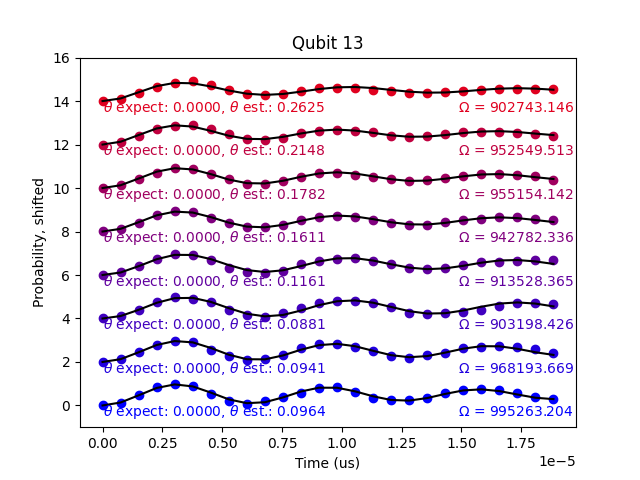 Qubit 13
Probability, shifted
16
14
12
10
8
6
4
2
0
θ expect: 0.0000, θ est.: 0.2625 Ω = 902743.146
θ expect: 0.0000, θ est.: 0.2148 Ω = 952549.513
θ expect: 0.0000, θ est.: 0.1782 Ω = 955154.142
θ expect: 0.0000, θ est.: 0.1611 Ω = 942782.336
θ expect: 0.0000, θ est.: 0.1161 Ω = 913528.365
θ expect: 0.0000, θ est.: 0.0881 Ω = 903198.426
θ expect: 0.0000, θ est.: 0.0941 Ω = 968193.669
θ expect: 0.0000, θ est.: 0.0964 Ω = 995263.204
0.00 0.25 0.50 0.75 1.00 1.25 1.50 1.75
1e−5
Time (us)